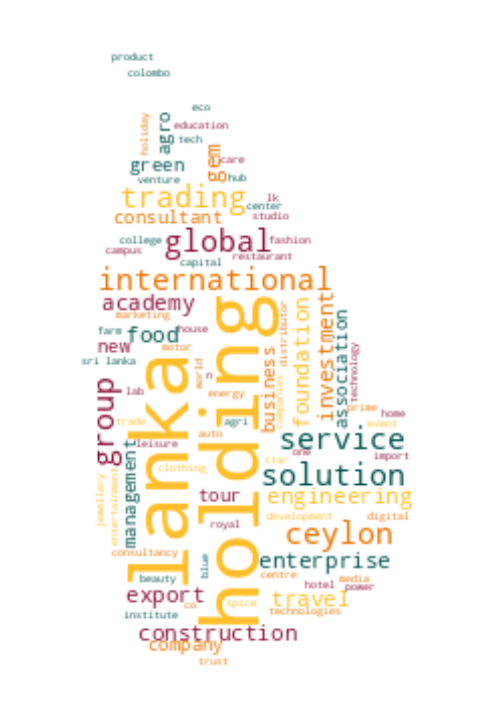 product
colombo
eco
holiday
agro
education
tech
gem
care
green
venture
hub
trading
lk
center
consultant
studio
college
global
fashion
campus
restaurant
capital
international
academy
holding
marketing
distributor
foundation
investment
association
farm
food
house
new
motor
business
companies
technology
sri lanka
lanka
world
n
group
lab
energy
prime
home
trade
agri
event
auto
service
leisure
one
import
management
clothing
star
solution
jewellery
entertainment
tour
engineering
royal
development
digital
ceylon
consultancy
blue
enterprise
beauty
centre
media
hotel
power
export
co
spice
travel
institute
technologies
construction
company
trust